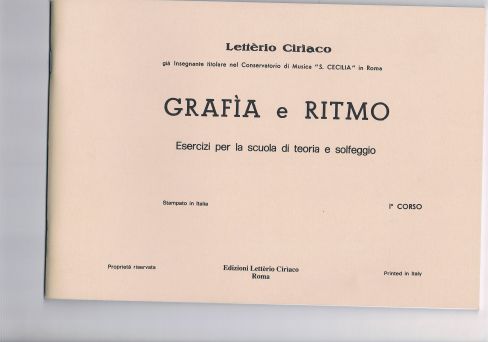 Lettèrio Ciriaco
già Insegnante titolare nel Conservatorio di Musica "S. CECILIA" in Roma
GRAFÌA e RITMO
Esercizi per la scuola di teoria e solfeggio
Stampato in Italia
I° CORSO
Proprietà riservata
Edizioni Lettèrio Ciriaco
Roma
Printed in Italy